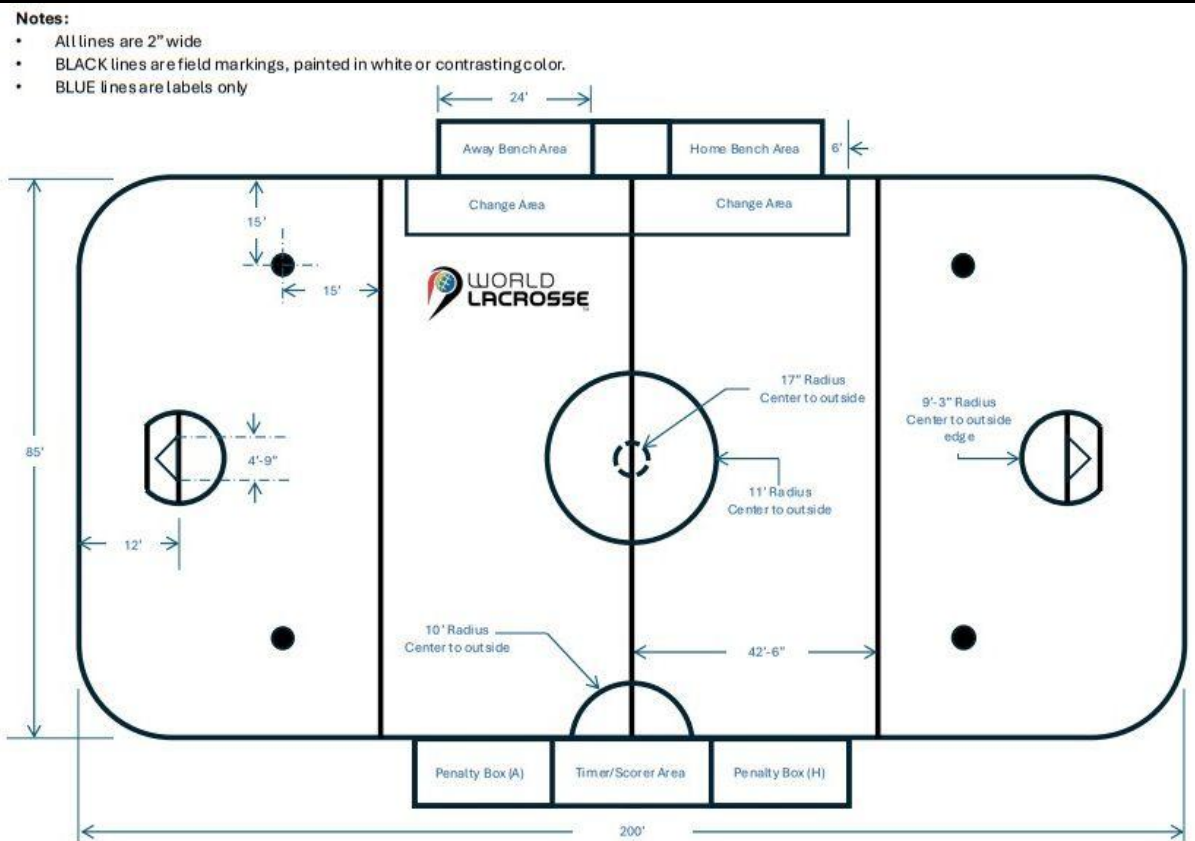 Notes:
• All lines are 2” wide
• BLACK lines are field markings, painted in white or contrasting color.
• BLUE lines are labels only
24'
Away Bench Area
Home Bench Area
6'
Change Area
Change Area
15'
15'
WORLD
LACROSSE
TM
17” Radius
Center to outside
9'-3” Radius
Center to outside
edge
85'
4'-9”
11' Radius
Center to outside
12'
10' Radius
Center to outside
42'-6”
Penalty Box (A)
Timer/Scorer Area
Penalty Box (H)
200'